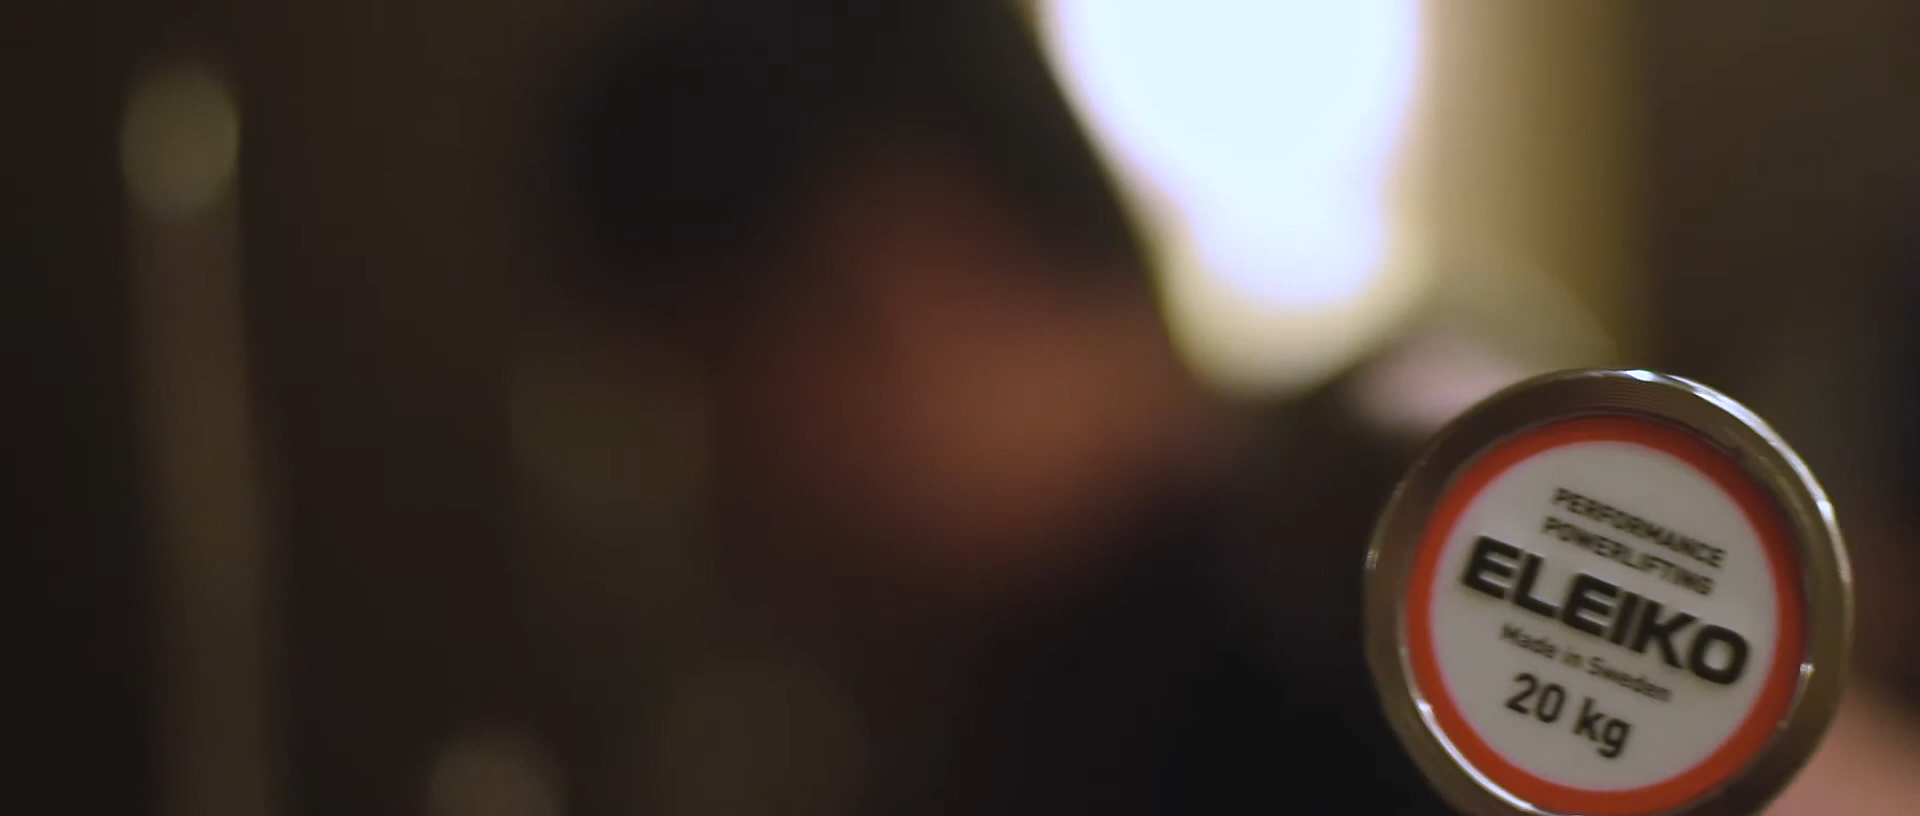 PERFORMANCE
POWERLIFTING
ELEIKO
Made in Sweden
20 kg